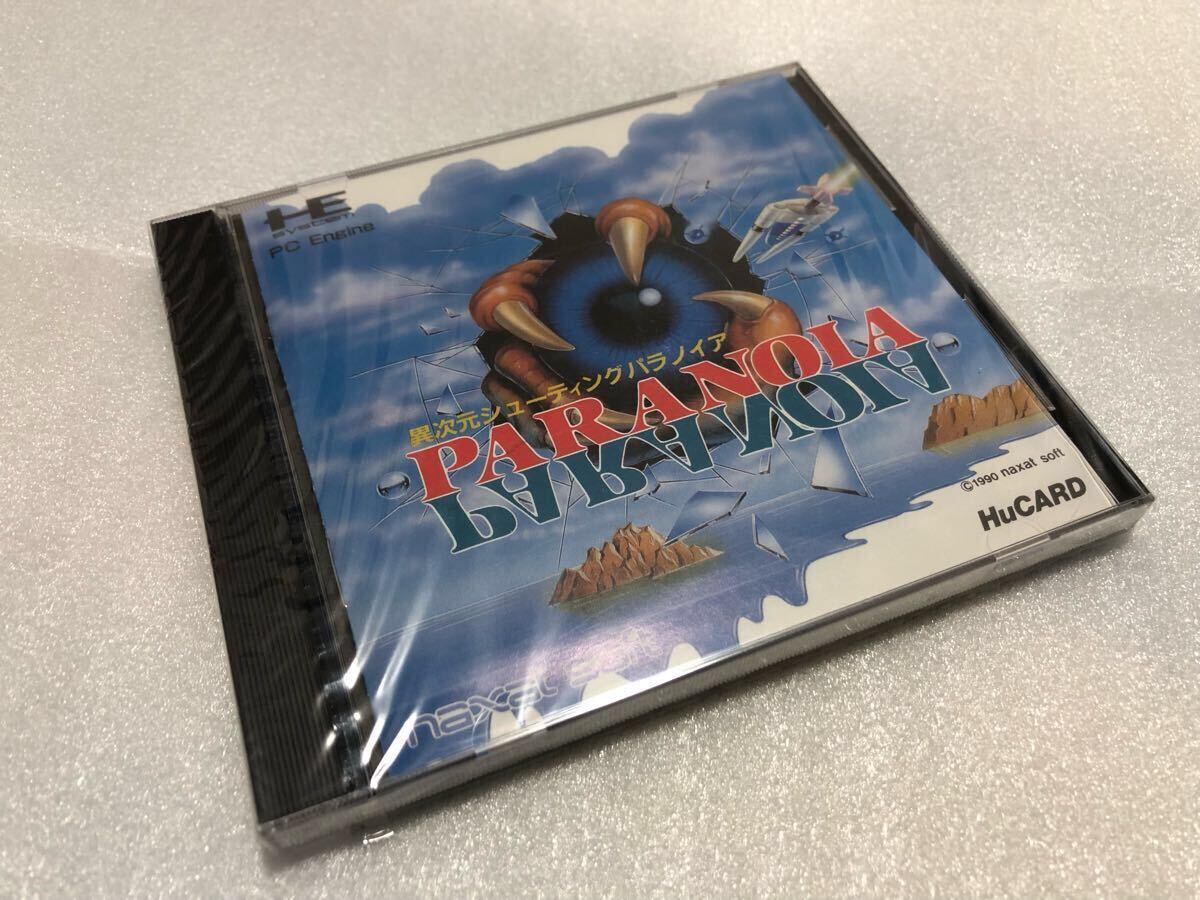 HE
SYSTEM
PC Engine
異次元シューティングパラノイア
PARANOIA
PARANOIA
©1990 naxat soft
HuCARD
naxat soft